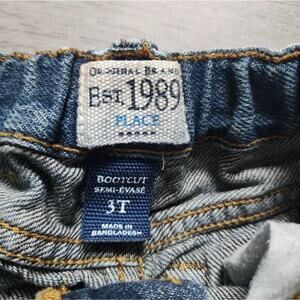 ORIGINAL BRAND
EST. 1989
PLACE
BOOTCUT
SEMI-ÉVASÉ
3T
MADE IN
BANGLADESH